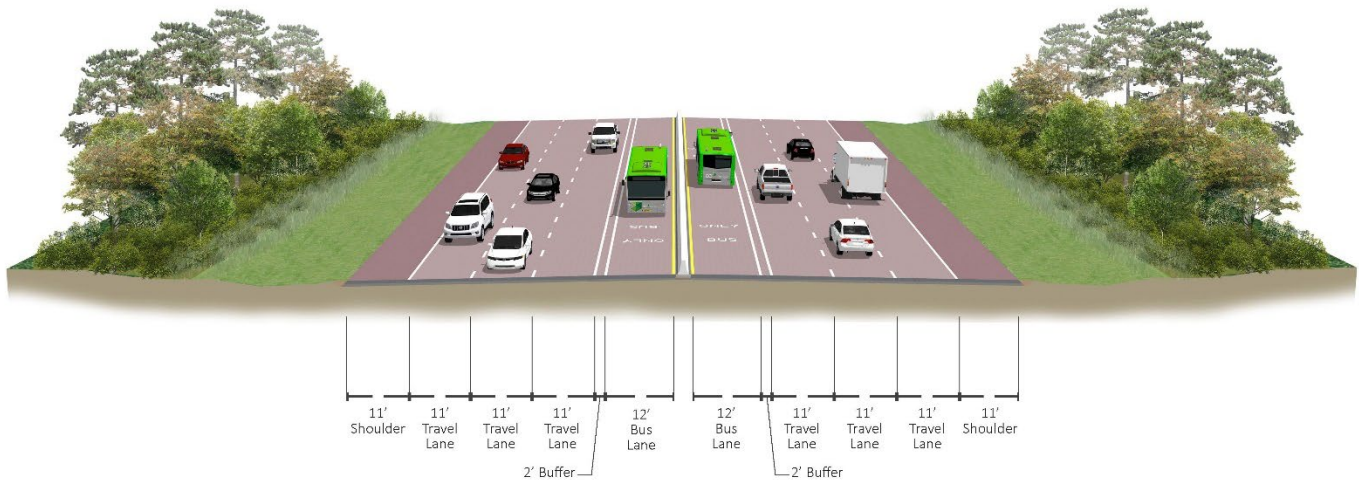 BUS
ONLY
BUS
ONLY
11'
Shoulder
11'
Travel
Lane
11'
Travel
Lane
11'
Travel
Lane
12'
Bus
Lane
12'
Bus
Lane
11'
Travel
Lane
11'
Travel
Lane
11'
Travel
Lane
11'
Shoulder
2' Buffer
2' Buffer